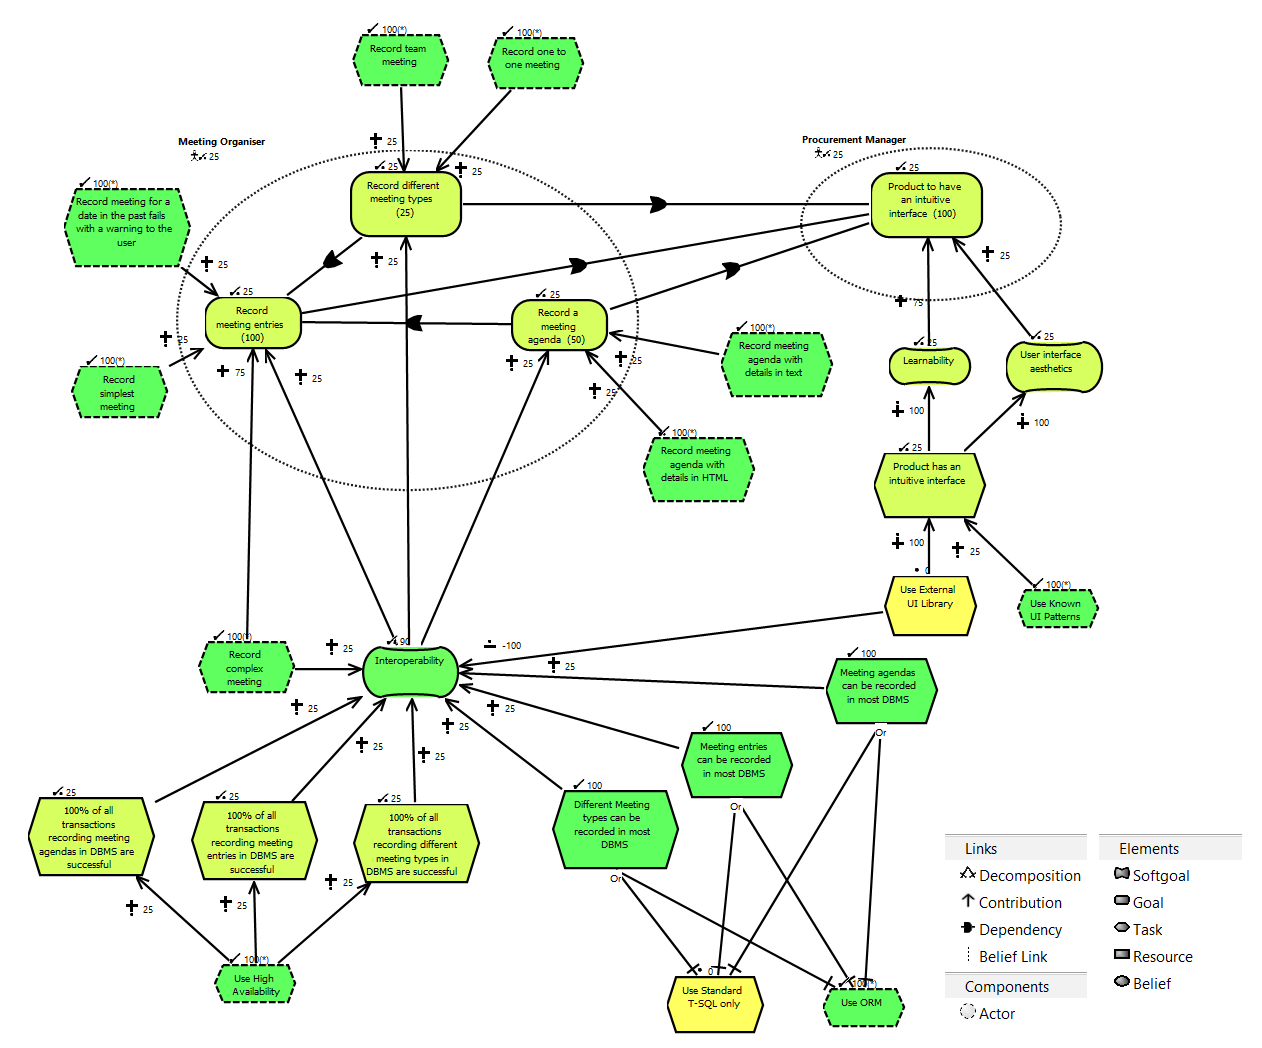 100(*)
Record team
meeting
100(*)
Record one to
one meeting
25
25
Meeting Organiser
25
Procurement Manager
25
25
Record different
meeting types
(25)
25
Product to have
an intuitive
interface (100)
100(*)
Record meeting for a
date in the past fails
with a warning to the
user
25
25
25
75
25
Record
meeting entries
(100)
25
Record a
meeting
agenda (50)
25
100(*)
Record meeting
agenda with
details in text
25
Learnability
25
User interface
aesthetics
100(*)
Record
simplest
meeting
75
25
25
25
25
100
100
100(*)
Record meeting
agenda with
details in HTML
25
Product has an
intuitive interface
100
25
0
Use External
UI Library
100(*)
Use Known
UI Patterns
100(*)
Record
complex
meeting
25
90
Interoperability
-100
25
100
Meeting agendas
can be recorded
in most DBMS
Or
25
25
25
25
25
100
Meeting entries
can be recorded
in most DBMS
Or
100
Different Meeting
types can be
recorded in most
DBMS
Or
25
100% of all
transactions
recording meeting
agendas in DBMS are
successful
25
100% of all
transactions
recording meeting
entries in DBMS are
successful
25
100% of all
transactions
recording different
meeting types in
DBMS are successful
25
25
25
100(*)
Use High
Availability
0
Use Standard
T-SQL only
100(*)
Use ORM
Links
Decomposition
Contribution
Dependency
Belief Link
Components
Actor
Elements
Softgoal
Goal
Task
Resource
Belief